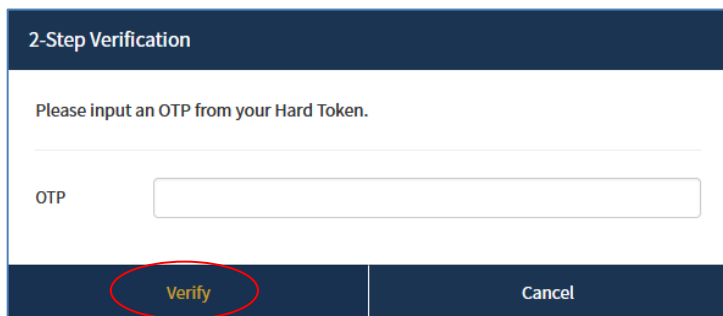 2-Step Verification
Please input an OTP from your Hard Token.
OTP
Verify
Cancel